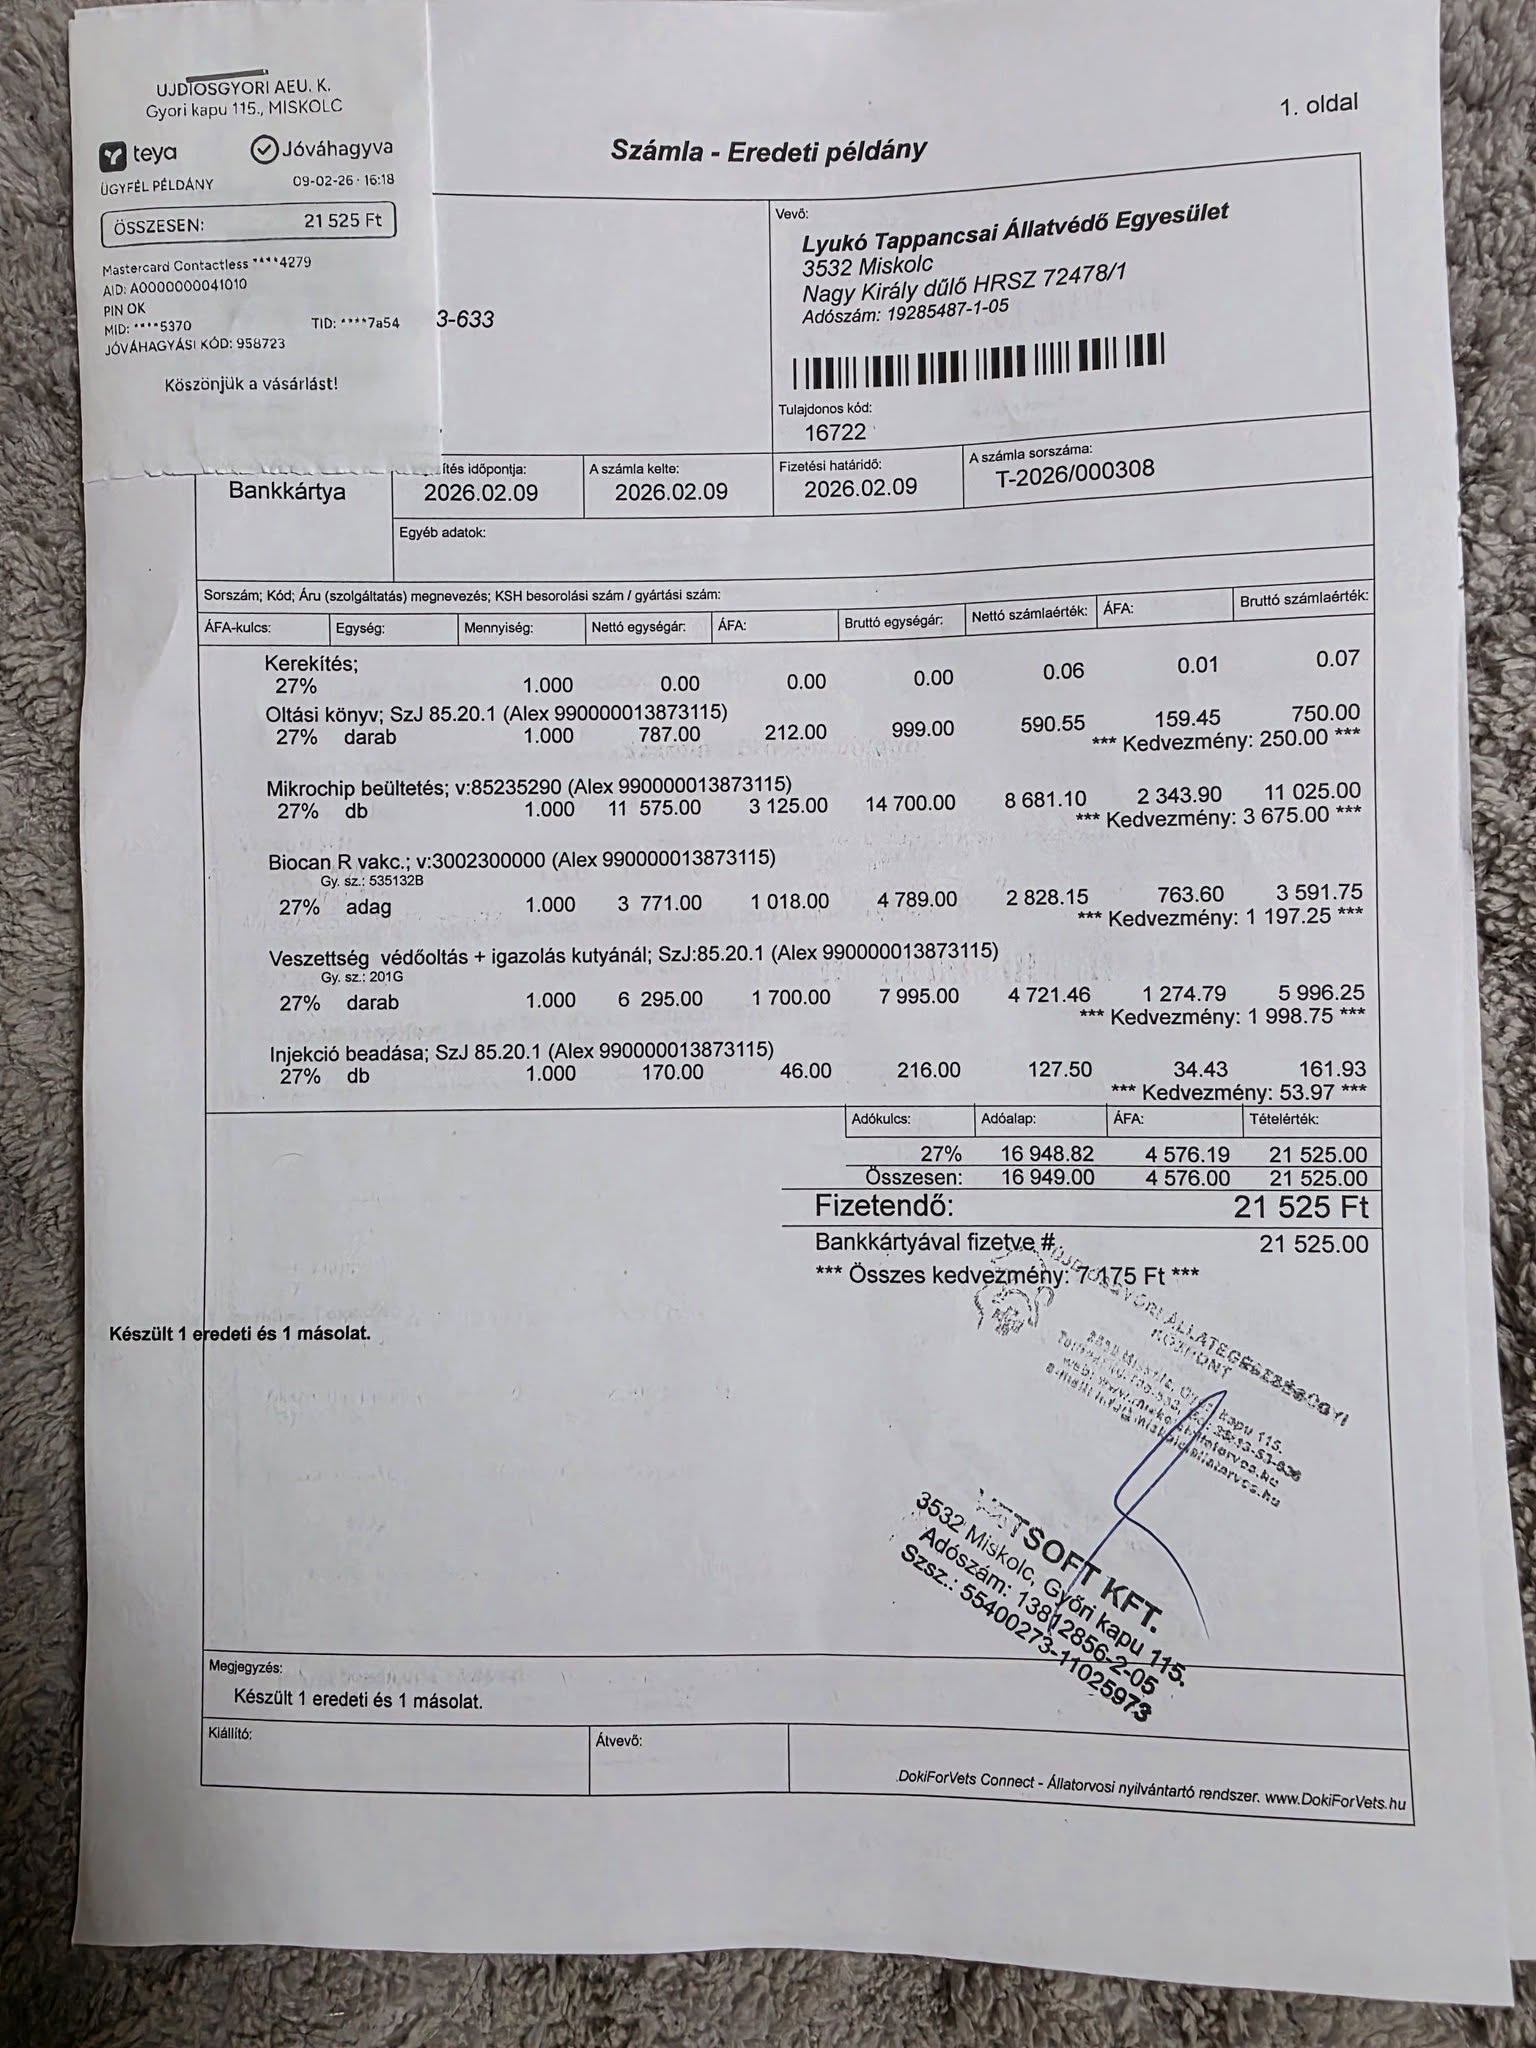 UJDIOSGYORI AEU. K.
Gyori kapu 115., MISKOLC
teya Jóváhagyva
ÜGYFÉL PÉLDÁNY 09-02-26 · 16:18
ÖSSZESEN: 21 525 Ft
Mastercard Contactless ****4279
AID: A0000000041010
PIN OK
MID: ****5370 TID: ****7a54
JÓVÁHAGYÁSI KÓD: 958723
Köszönjük a vásárlást!
1. oldal
Számla - Eredeti példány
3-633
Vevő:
Lyukó Tappancsai Állatvédő Egyesület
3532 Miskolc
Nagy Király dűlő HRSZ 72478/1
Adószám: 19285487-1-05
Tulajdonos kód:
16722
Bankkártya
ítés időpontja:
2026.02.09
A számla kelte:
2026.02.09
Fizetési határidő:
2026.02.09
A számla sorszáma:
T-2026/000308
Egyéb adatok:
Sorszám; Kód; Áru (szolgáltatás) megnevezés; KSH besorolási szám / gyártási szám:
ÁFA-kulcs: Egység: Mennyiség: Nettó egységár: ÁFA: Bruttó egységár: Nettó számlaérték: ÁFA: Bruttó számlaérték:
Kerekítés;
27% 1.000 0.00 0.00 0.00 0.06 0.01 0.07
Oltási könyv; SzJ 85.20.1 (Alex 990000013873115)
27% darab 1.000 787.00 212.00 999.00 590.55 159.45 750.00
*** Kedvezmény: 250.00 ***
Mikrochip beültetés; v:85235290 (Alex 990000013873115)
27% db 1.000 11 575.00 3 125.00 14 700.00 8 681.10 2 343.90 11 025.00
*** Kedvezmény: 3 675.00 ***
Biocan R vakc.; v:3002300000 (Alex 990000013873115)
Gy. sz.: 535132B
27% adag 1.000 3 771.00 1 018.00 4 789.00 2 828.15 763.60 3 591.75
*** Kedvezmény: 1 197.25 ***
Veszettség védőoltás + igazolás kutyánál; SzJ:85.20.1 (Alex 990000013873115)
Gy. sz.: 201G
27% darab 1.000 6 295.00 1 700.00 7 995.00 4 721.46 1 274.79 5 996.25
*** Kedvezmény: 1 998.75 ***
Injekció beadása; SzJ 85.20.1 (Alex 990000013873115)
27% db 1.000 170.00 46.00 216.00 127.50 34.43 161.93
*** Kedvezmény: 53.97 ***
Adókulcs: Adóalap: ÁFA: Tételérték:
27% 16 948.82 4 576.19 21 525.00
Összesen: 16 949.00 4 576.00 21 525.00
Fizetendő: 21 525 Ft
Bankkártyával fizetve # 21 525.00
*** Összes kedvezmény: 7 175 Ft ***
ÚJDIÓSGYŐRI ÁLLATEGÉSZSÉGÜGYI
KÖZPONT
kapu 115.
Készült 1 eredeti és 1 másolat.
VETSOFT KFT.
3532 Miskolc, Győri kapu 115.
Adószám: 13812856-2-05
Szsz.: 55400273-11025973
Megjegyzés:
Készült 1 eredeti és 1 másolat.
Kiállító: Átvevő:
DokiForVets Connect - Állatorvosi nyilvántartó rendszer. www.DokiForVets.hu